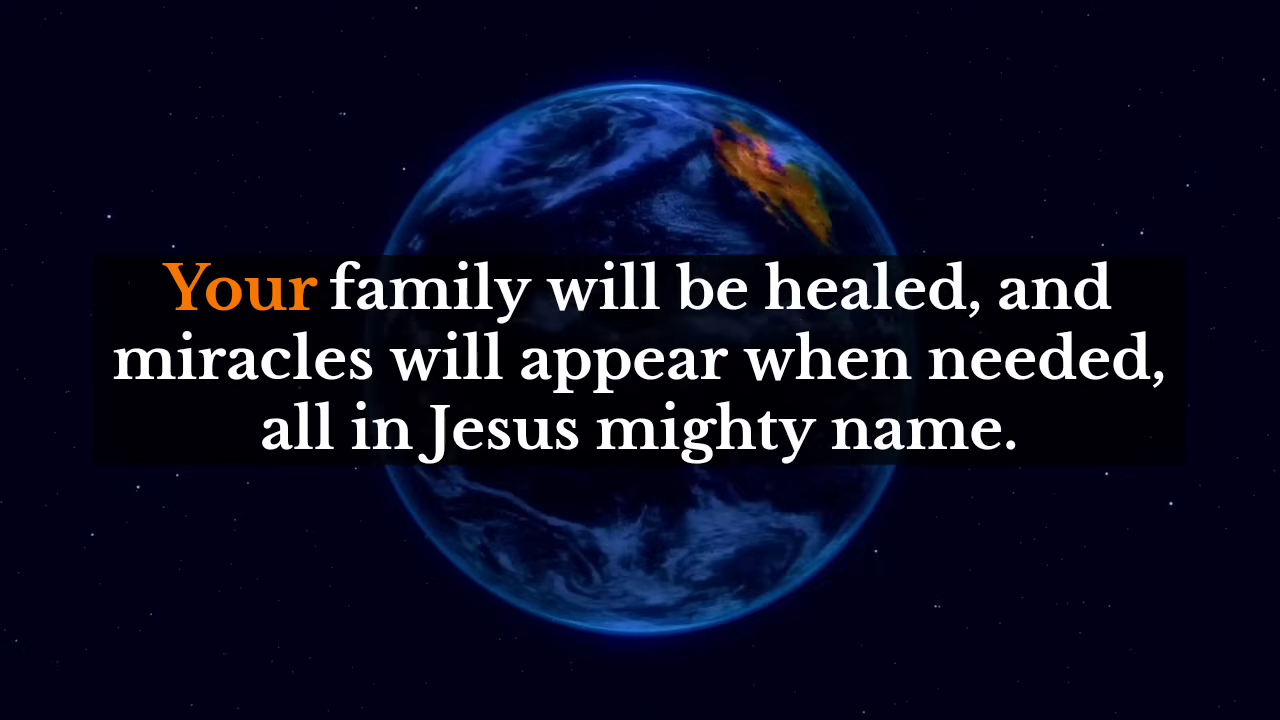 Your family will be healed, and
miracles will appear when needed,
all in Jesus mighty name.